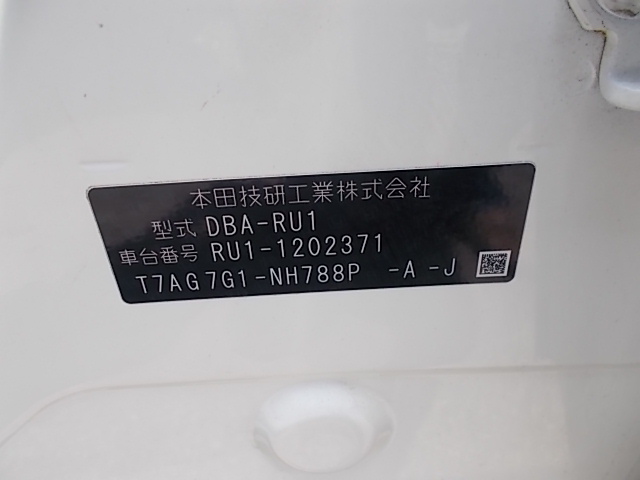 本田技研工業株式会社
型式 DBA-RU1
車台番号 RU1-1202371
T7AG7G1-NH788P -A -J